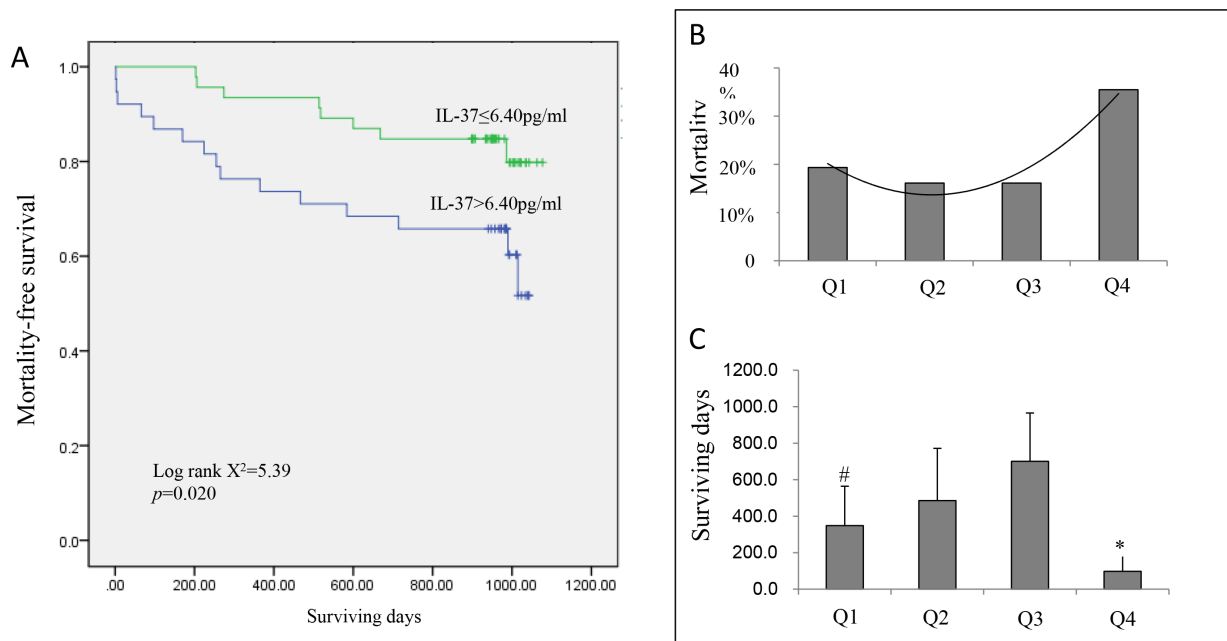 A
1.0
0.8
0.6
0.4
0.2
0.0
Mortality-free survival
IL-37≤6.40pg/ml
IL-37>6.40pg/ml
Log rank X²=5.39
p=0.020
.00 200.00 400.00 600.00 800.00 1000.00 1200.00
Surviving days
B
40
%
30%
20%
10%
0
Mortality
Q1 Q2 Q3 Q4
C
1200.0
1000.0
800.0
600.0
400.0
200.0
0.0
Surviving days
#
*
Q1 Q2 Q3 Q4